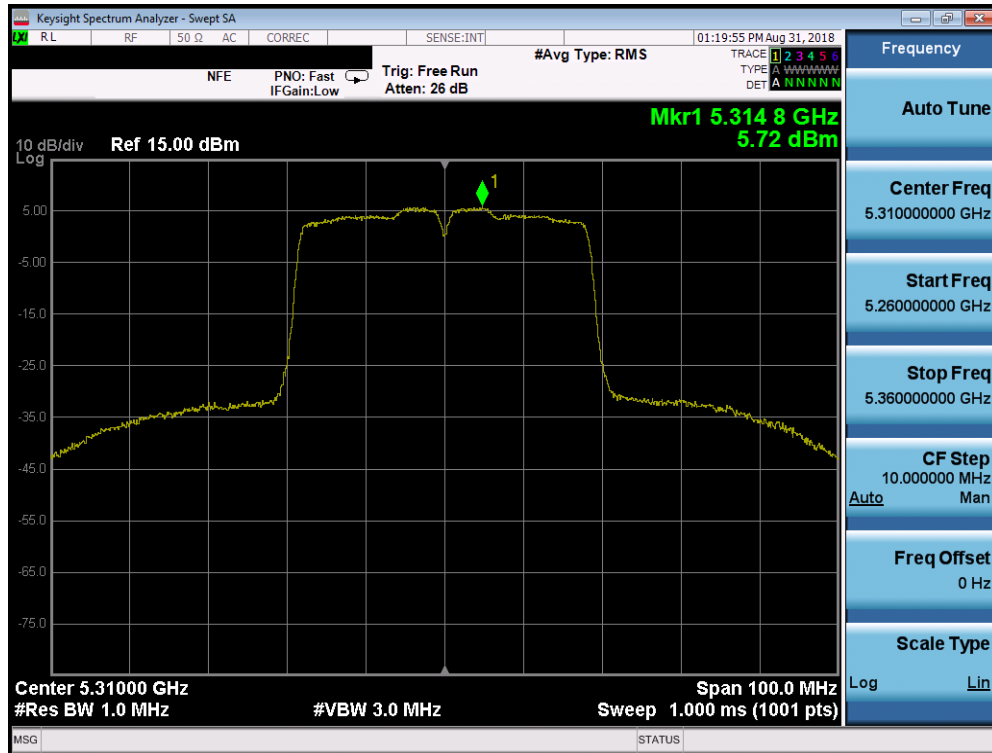 Keysight Spectrum Analyzer - Swept SA
LXI RL RF 50 Ω AC CORREC SENSE:INT 01:19:55 PM Aug 31, 2018
#Avg Type: RMS TRACE 1 2 3 4 5 6
NFE PNO: Fast Trig: Free Run TYPE A WWWWW
IFGain:Low Atten: 26 dB DET A N N N N N
Mkr1 5.314 8 GHz
5.72 dBm
10 dB/div Ref 15.00 dBm
Log
1
5.00
-5.00
-15.0
-25.0
-35.0
-45.0
-55.0
-65.0
-75.0
Center 5.31000 GHz Span 100.0 MHz
#Res BW 1.0 MHz #VBW 3.0 MHz Sweep 1.000 ms (1001 pts)
MSG STATUS
Frequency
Auto Tune
Center Freq
5.310000000 GHz
Start Freq
5.260000000 GHz
Stop Freq
5.360000000 GHz
CF Step
10.000000 MHz
Auto Man
Freq Offset
0 Hz
Scale Type
Log Lin